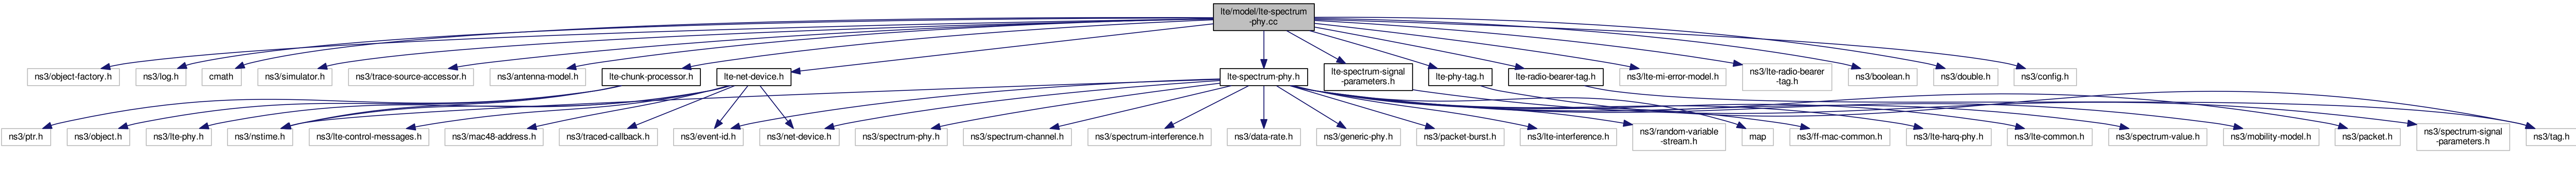 lte/model/lte-spectrum
-phy.cc
ns3/object-factory.h
ns3/log.h
cmath
ns3/simulator.h
ns3/trace-source-accessor.h
ns3/antenna-model.h
lte-chunk-processor.h
lte-net-device.h
lte-spectrum-phy.h
lte-spectrum-signal
-parameters.h
lte-phy-tag.h
lte-radio-bearer-tag.h
ns3/lte-mi-error-model.h
ns3/lte-radio-bearer
-tag.h
ns3/boolean.h
ns3/double.h
ns3/config.h
ns3/ptr.h
ns3/object.h
ns3/lte-phy.h
ns3/nstime.h
ns3/lte-control-messages.h
ns3/mac48-address.h
ns3/traced-callback.h
ns3/event-id.h
ns3/net-device.h
ns3/spectrum-phy.h
ns3/spectrum-channel.h
ns3/spectrum-interference.h
ns3/data-rate.h
ns3/generic-phy.h
ns3/packet-burst.h
ns3/lte-interference.h
ns3/random-variable
-stream.h
map
ns3/ff-mac-common.h
ns3/lte-harq-phy.h
ns3/lte-common.h
ns3/spectrum-value.h
ns3/mobility-model.h
ns3/packet.h
ns3/spectrum-signal
-parameters.h
ns3/tag.h